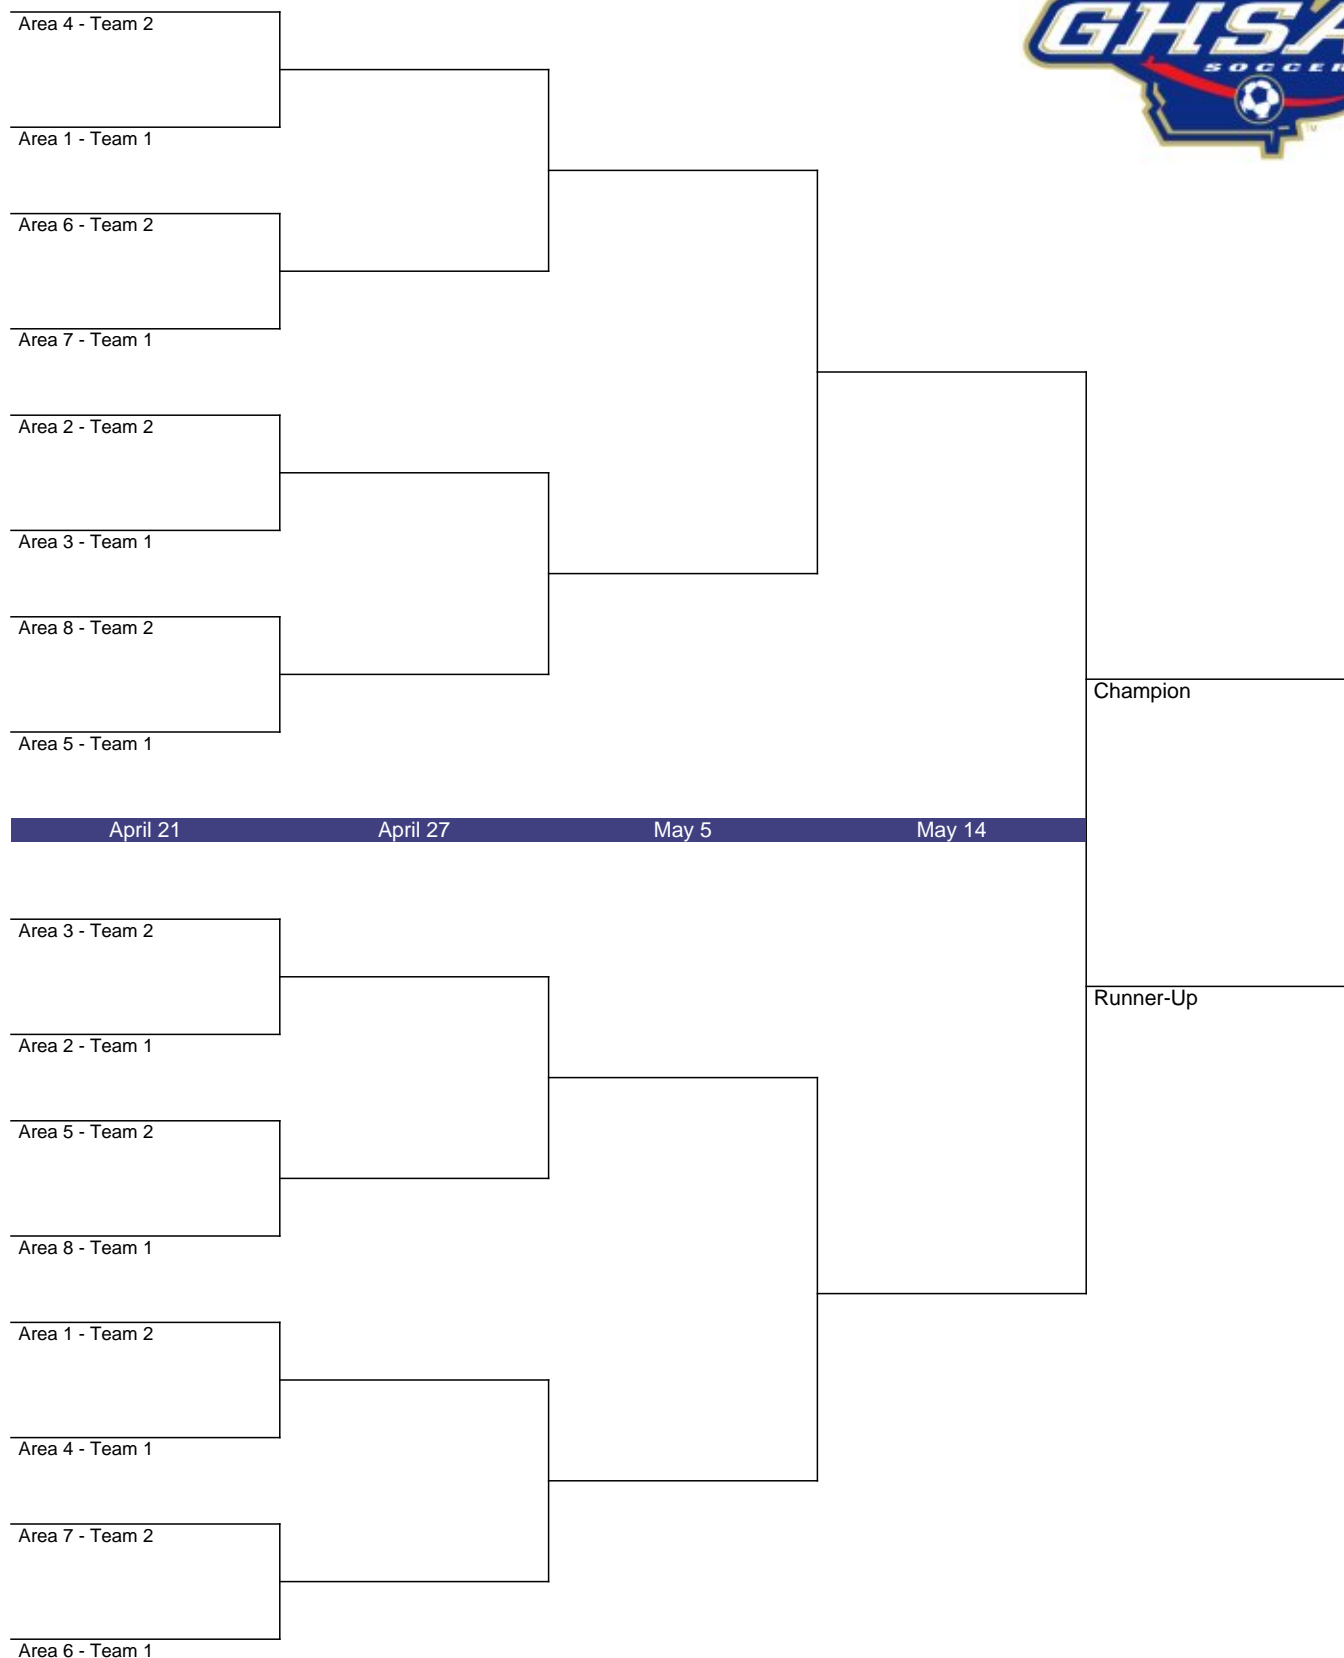 GHSA
SOCCER
TM
Area 4 - Team 2
Area 1 - Team 1
Area 6 - Team 2
Area 7 - Team 1
Area 2 - Team 2
Area 3 - Team 1
Area 8 - Team 2
Champion
Area 5 - Team 1
April 21 April 27 May 5 May 14
Area 3 - Team 2
Runner-Up
Area 2 - Team 1
Area 5 - Team 2
Area 8 - Team 1
Area 1 - Team 2
Area 4 - Team 1
Area 7 - Team 2
Area 6 - Team 1